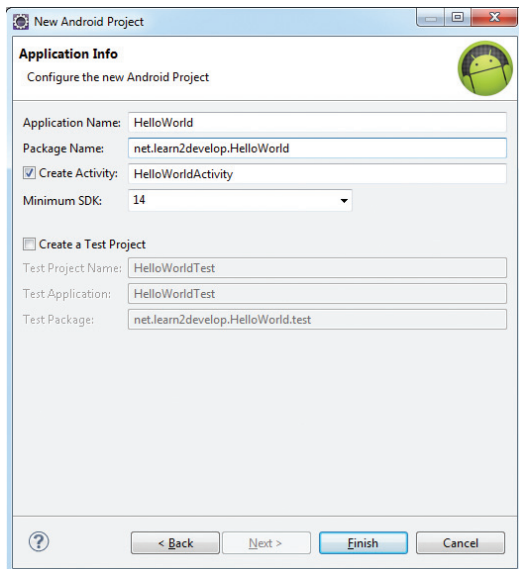 New Android Project
Application Info
Configure the new Android Project
Application Name: HelloWorld
Package Name: net.learn2develop.HelloWorld
Create Activity: HelloWorldActivity
Minimum SDK: 14
Create a Test Project
Test Project Name: HelloWorldTest
Test Application: HelloWorldTest
Test Package: net.learn2develop.HelloWorld.test
? < Back Next > Finish Cancel